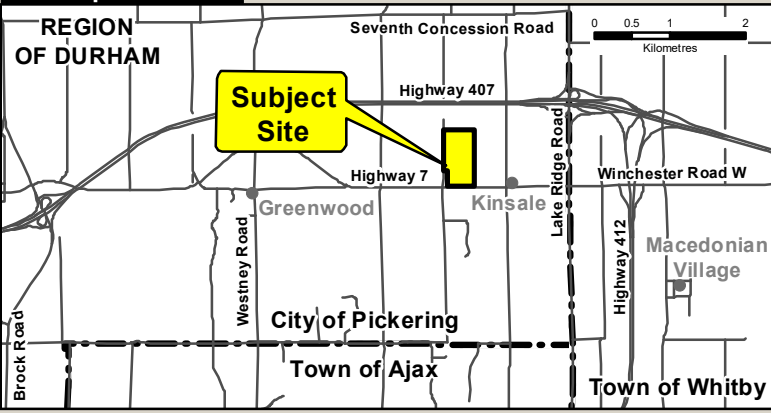 REGION
OF DURHAM
Seventh Concession Road
0 0.5 1 2
Kilometres
Subject
Site
Highway 407
Highway 7
Lake Ridge Road
Winchester Road W
Greenwood
Kinsale
Westney Road
Highway 412
Macedonian
Village
Brock Road
City of Pickering
Town of Ajax
Town of Whitby